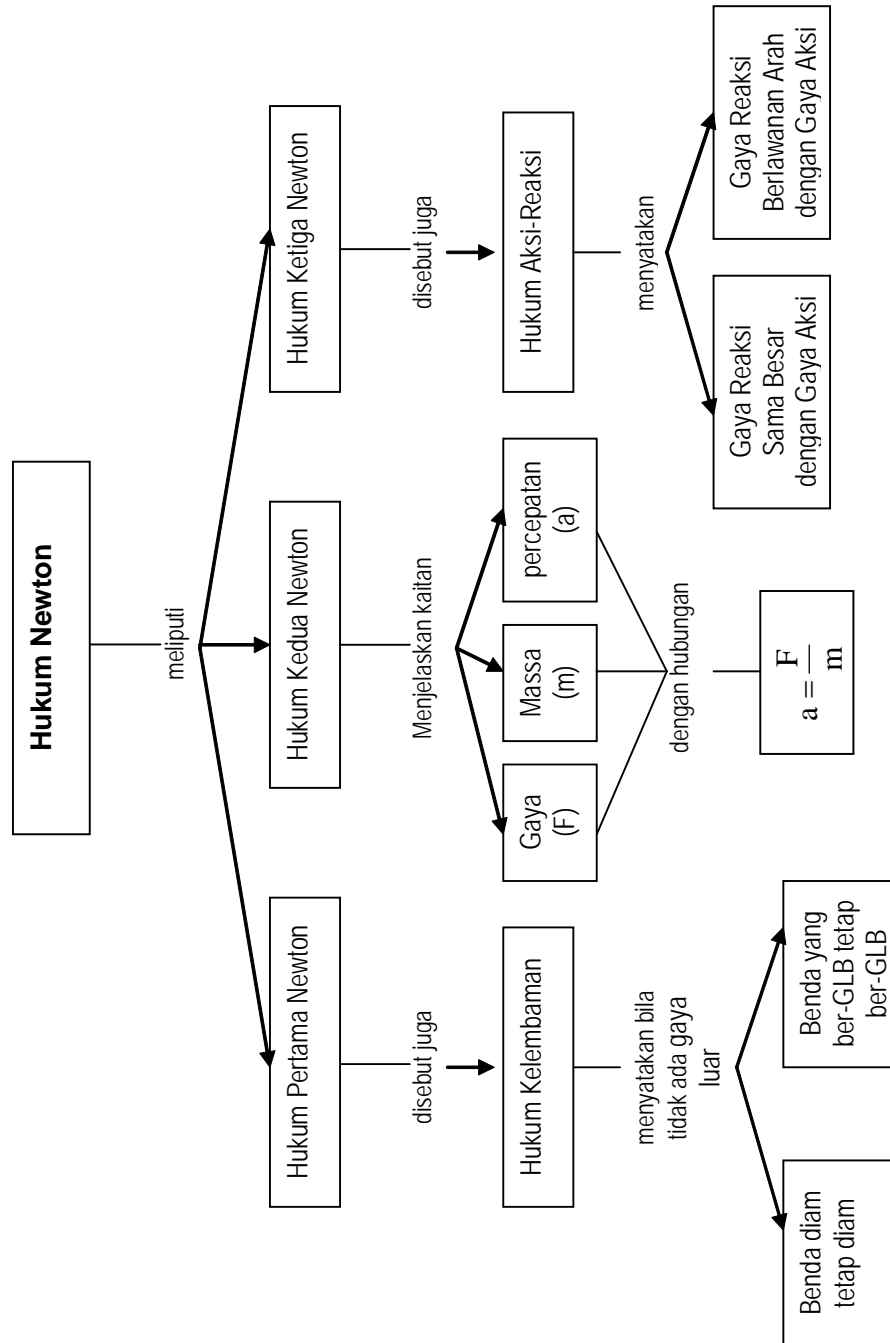 Hukum Newton
meliputi
Hukum Pertama Newton
disebut juga
Hukum Kelembaman
menyatakan bila
tidak ada gaya
luar
Benda diam
tetap diam
Benda yang
ber-GLB tetap
ber-GLB
Hukum Kedua Newton
Menjelaskan kaitan
Gaya
(F)
Massa
(m)
percepatan
(a)
dengan hubungan
a = F/m
Hukum Ketiga Newton
disebut juga
Hukum Aksi-Reaksi
menyatakan
Gaya Reaksi
Sama Besar
dengan Gaya Aksi
Gaya Reaksi
Berlawanan Arah
dengan Gaya Aksi